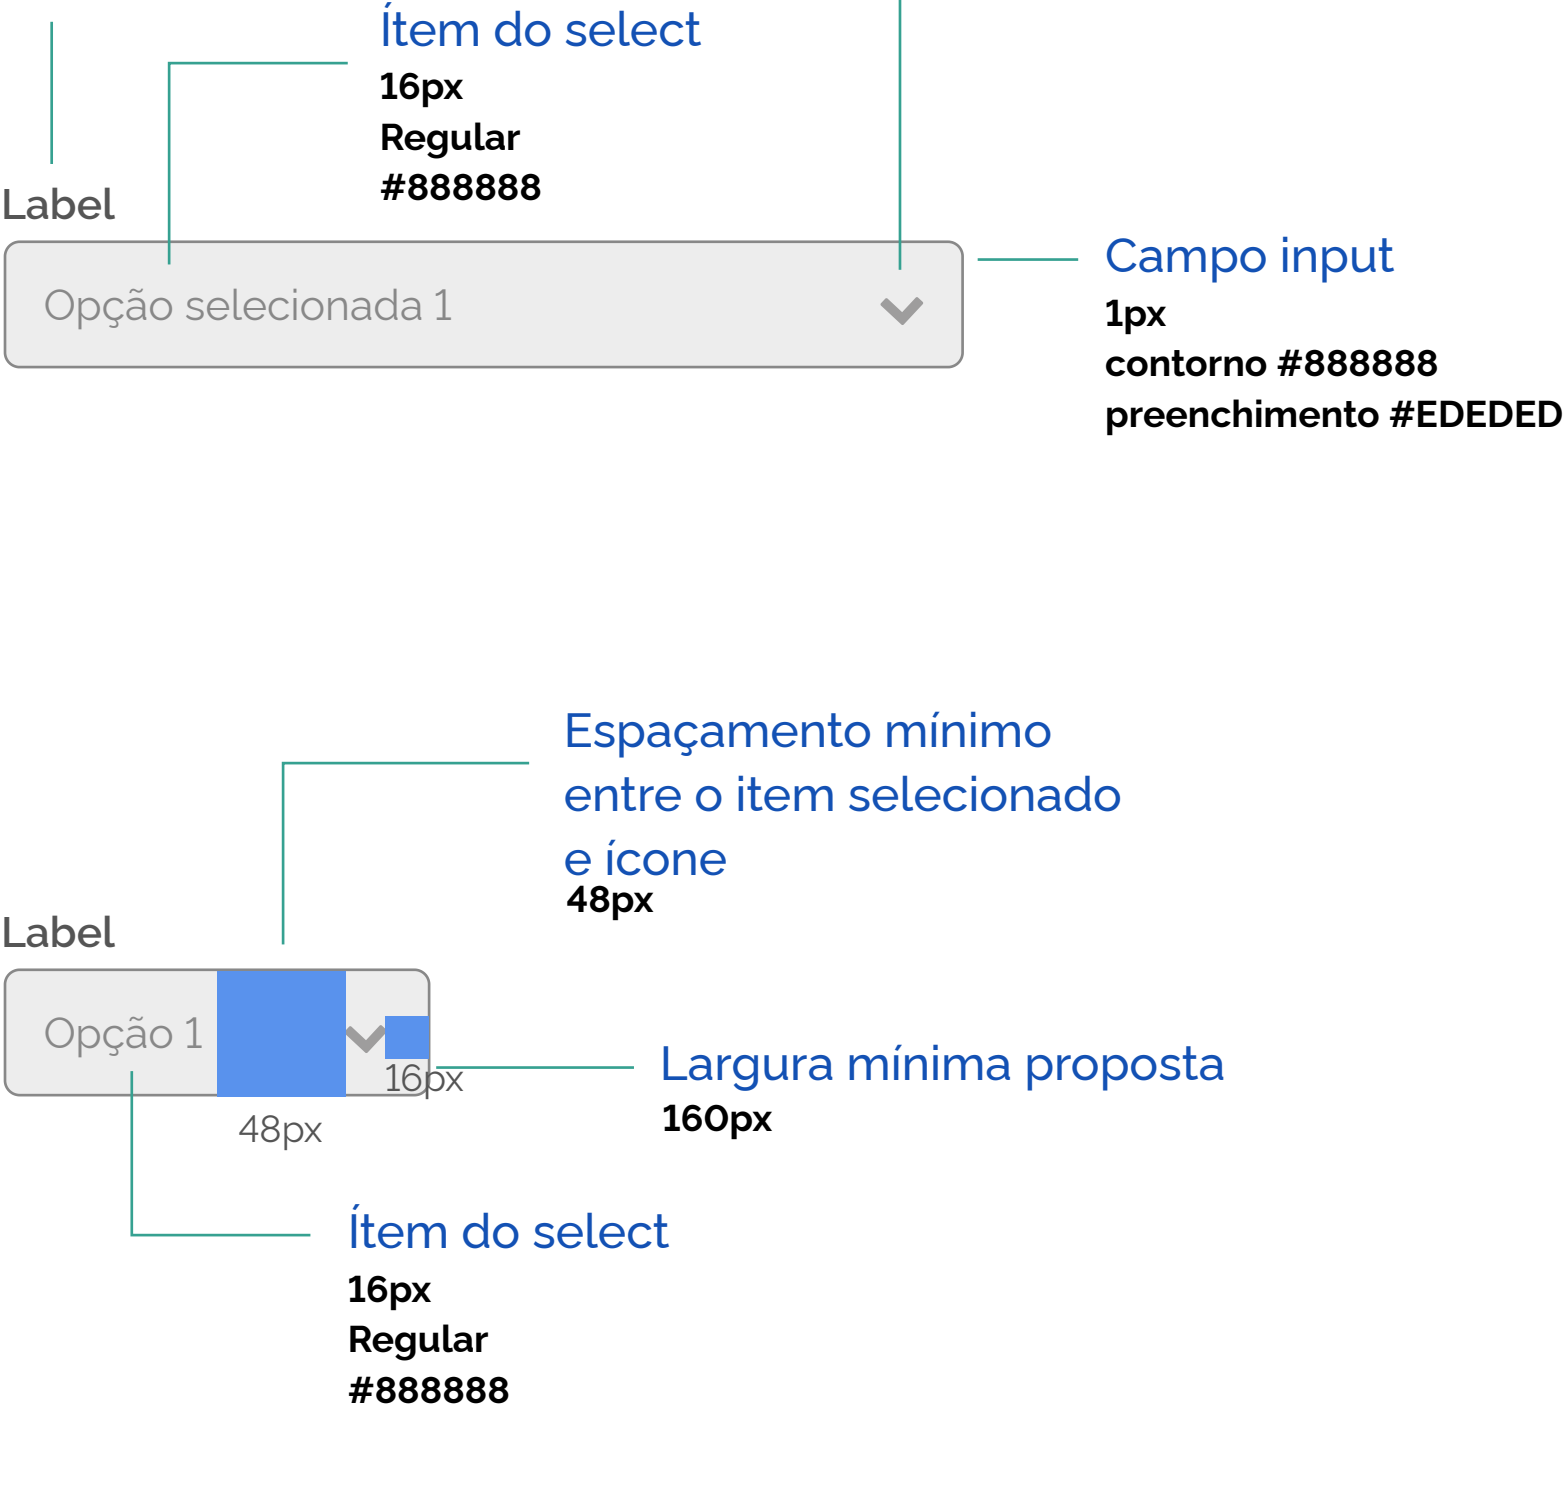 Ítem do select
16px
Regular
#888888
Label
Opção selecionada 1
Campo input
1px
contorno #888888
preenchimento #EDEDED
Espaçamento mínimo
entre o item selecionado
e ícone
48px
Label
Opção 1
16px
48px
Largura mínima proposta
160px
Ítem do select
16px
Regular
#888888